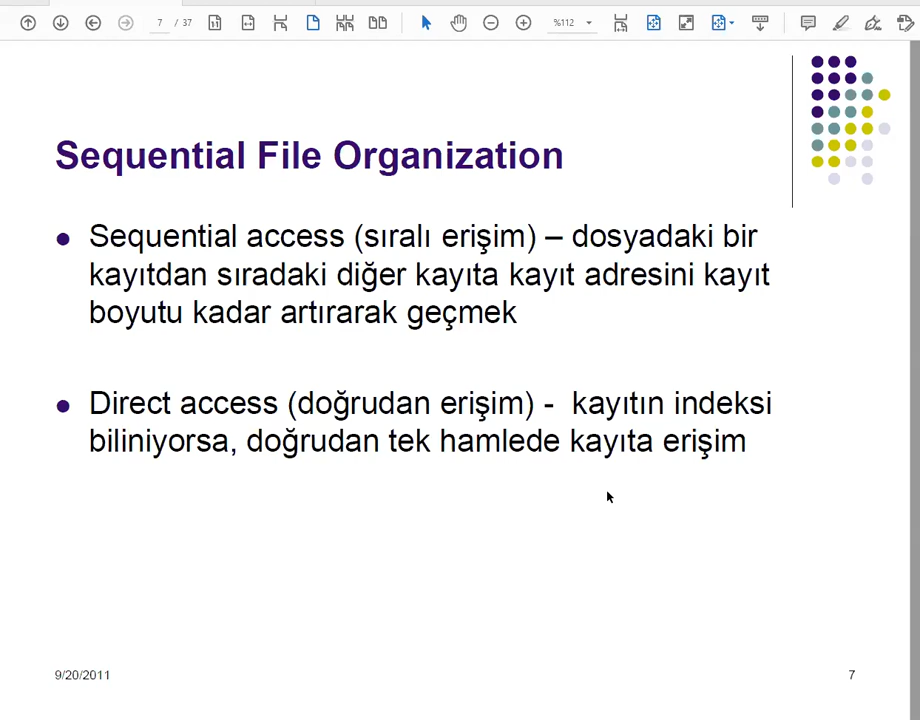 7 / 37 %112
Sequential File Organization
Sequential access (sıralı erişim) – dosyadaki bir
kayıtdan sıradaki diğer kayıta kayıt adresini kayıt
boyutu kadar artırarak geçmek
Direct access (doğrudan erişim) - kayıtın indeksi
biliniyorsa, doğrudan tek hamlede kayıta erişim
9/20/2011 7